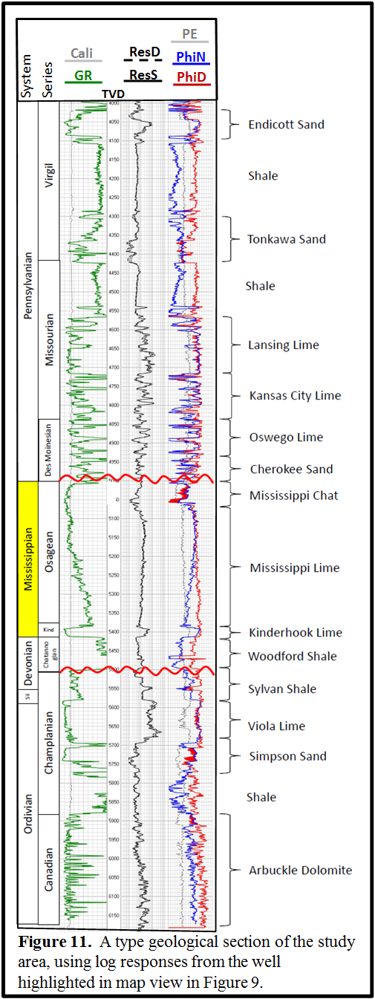 System
Series
Cali
GR
ResD
ResS
PE
PhiN
PhiD
TVD
Pennsylvanian
Mississippian
Devonian
Sil
Ordivian
Virgil
Missourian
Des Moinesian
Osagean
Kind
Chatanno
gian
Champlanian
Canadian
4000
4050
4100
4150
4200
4250
4300
4350
4400
4450
4500
4550
4600
4650
4700
4750
4800
4850
4900
4950
5100
5150
5200
5250
5300
5350
5400
5450
5550
5600
5650
5700
5750
5850
5900
5950
6000
6050
6100
6150
Endicott Sand
Shale
Tonkawa Sand
Shale
Lansing Lime
Kansas City Lime
Oswego Lime
Cherokee Sand
Mississippi Chat
Mississippi Lime
Kinderhook Lime
Woodford Shale
Sylvan Shale
Viola Lime
Simpson Sand
Shale
Arbuckle Dolomite
Figure 11. A type geological section of the study
area, using log responses from the well
highlighted in map view in Figure 9.